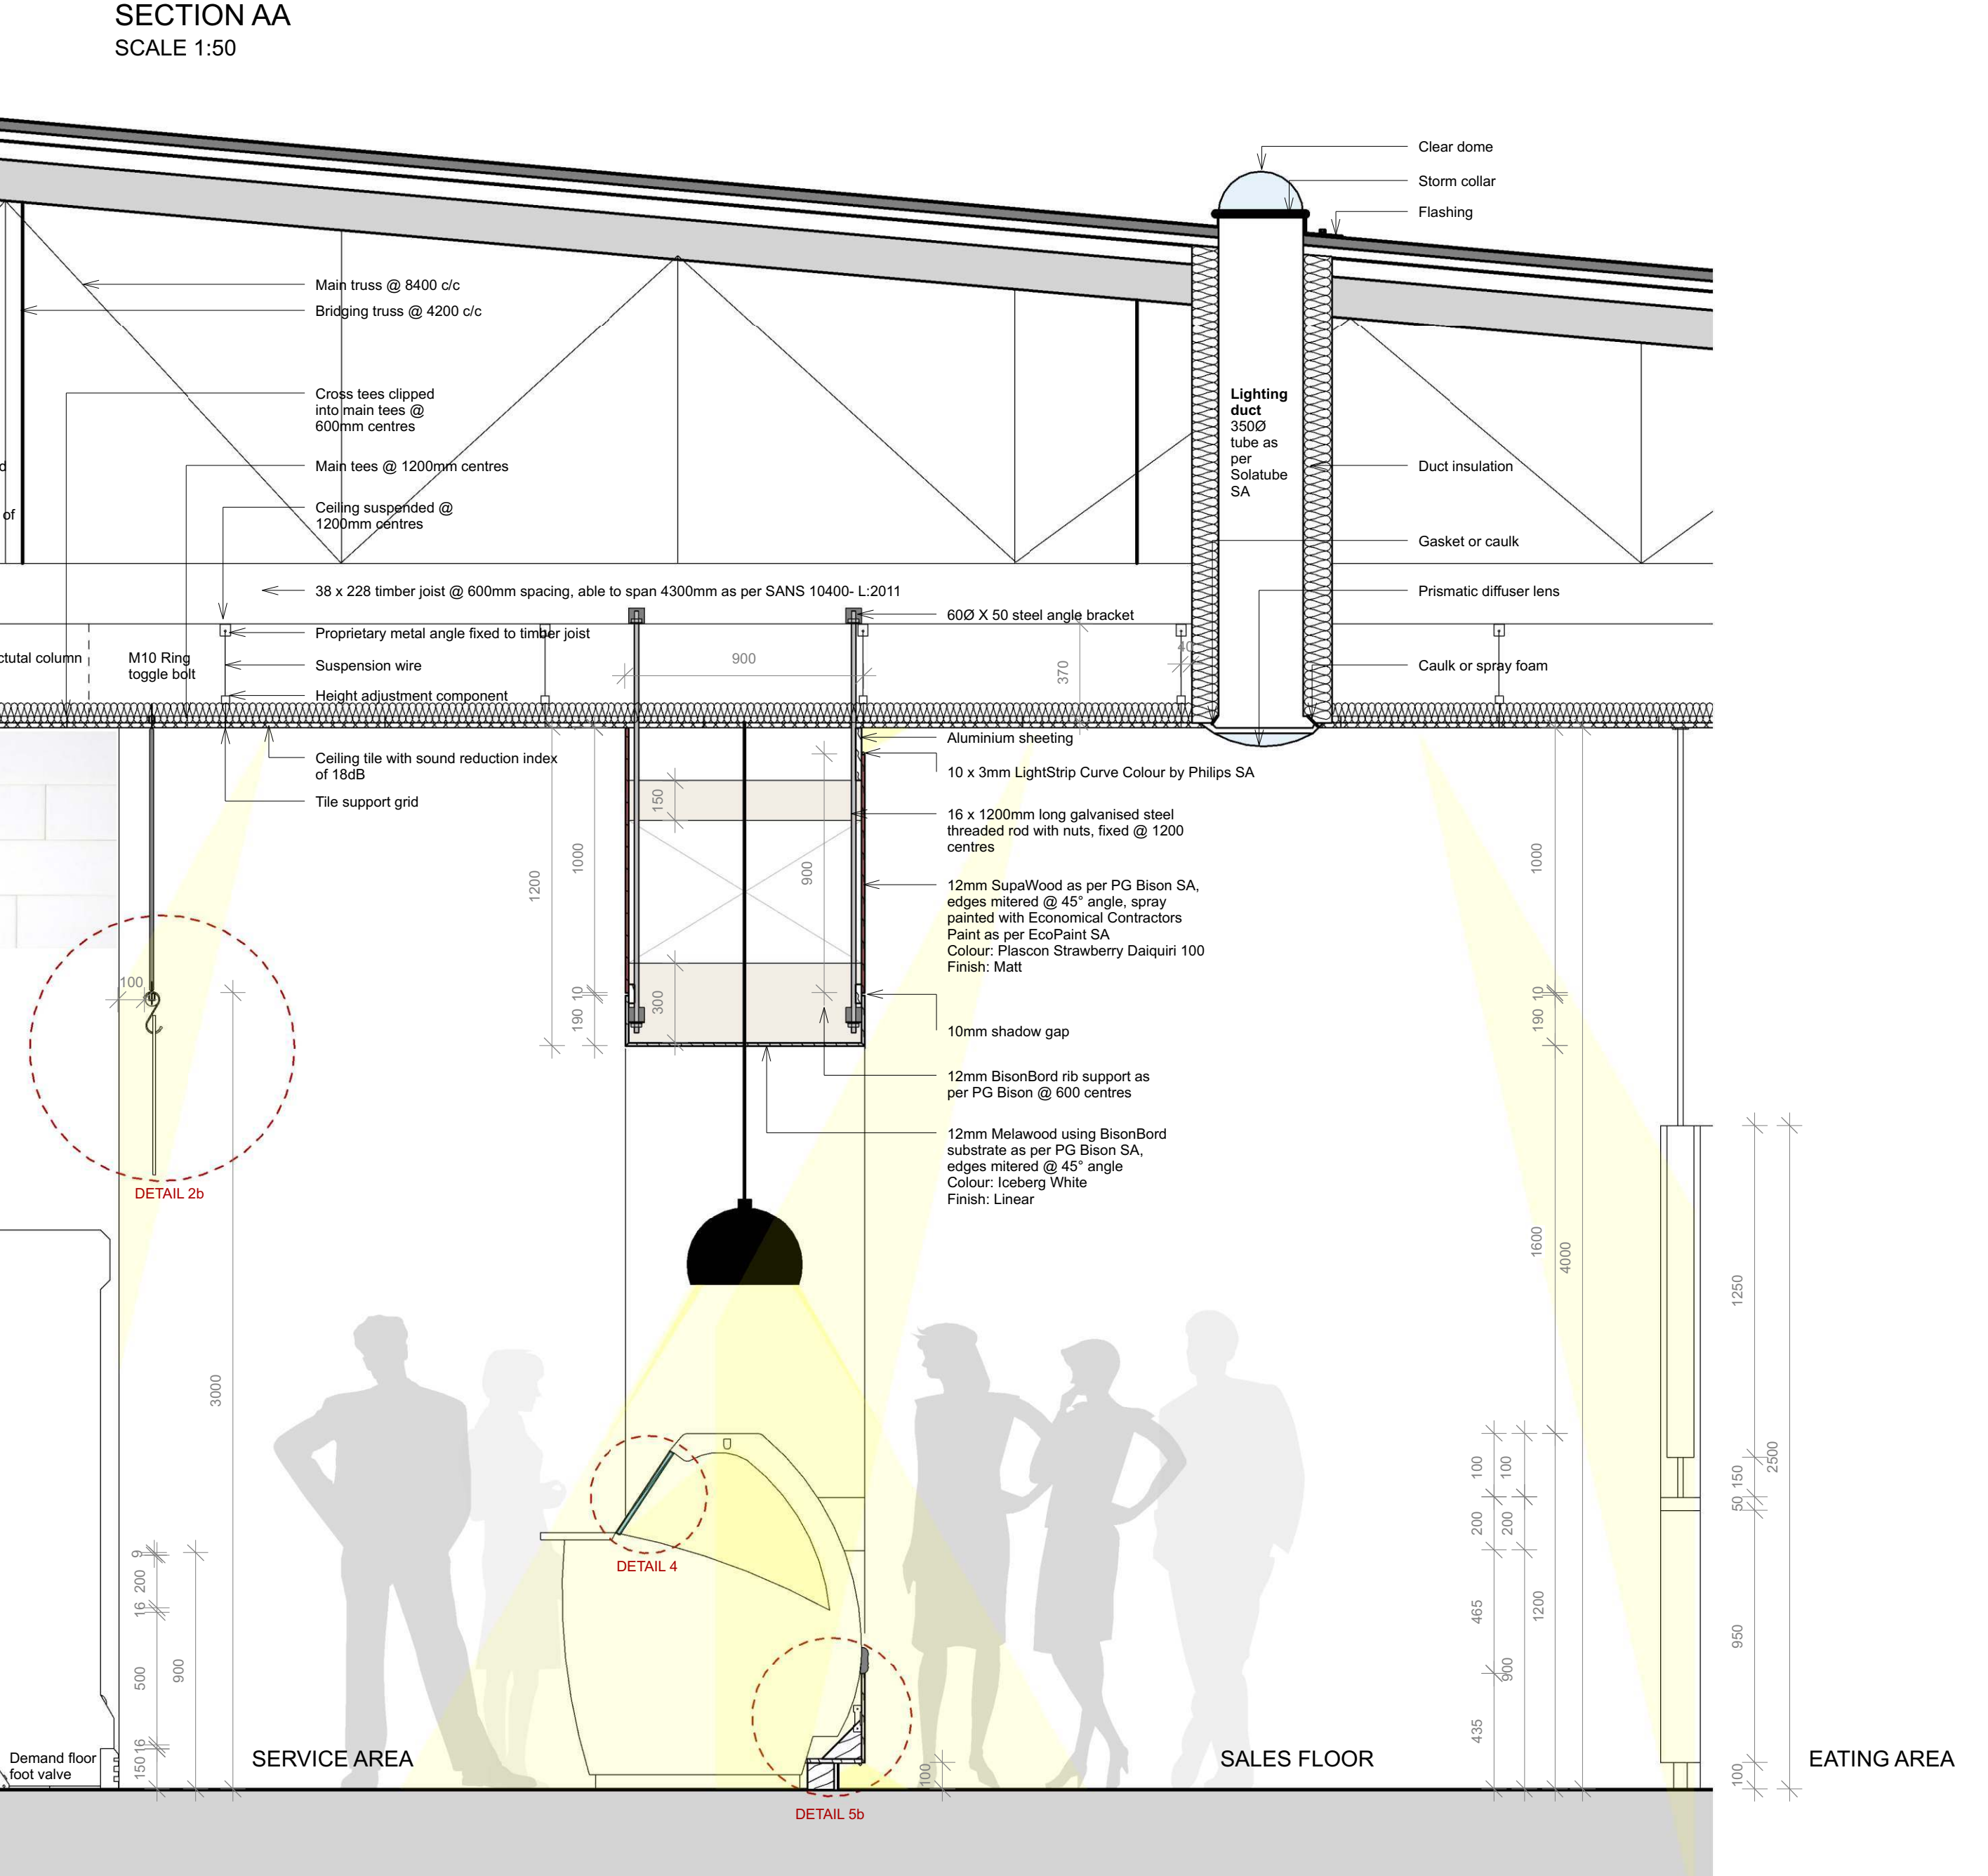 SECTION AA
SCALE 1:50
Clear dome
Storm collar
Flashing
Main truss @ 8400 c/c
Bridging truss @ 4200 c/c
Cross tees clipped
into main tees @
600mm centres
Main tees @ 1200mm centres
Ceiling suspended @
1200mm centres
d
of
Lighting
duct
350Ø
tube as
per
Solatube
SA
Duct insulation
Gasket or caulk
Prismatic diffuser lens
Caulk or spray foam
38 x 228 timber joist @ 600mm spacing, able to span 4300mm as per SANS 10400- L:2011
60Ø X 50 steel angle bracket
Proprietary metal angle fixed to timber joist
Suspension wire
Height adjustment component
ctutal column
M10 Ring
toggle bolt
900
370
40
Ceiling tile with sound reduction index
of 18dB
Tile support grid
Aluminium sheeting
10 x 3mm LightStrip Curve Colour by Philips SA
16 x 1200mm long galvanised steel
threaded rod with nuts, fixed @ 1200
centres
12mm SupaWood as per PG Bison SA,
edges mitered @ 45° angle, spray
painted with Economical Contractors
Paint as per EcoPaint SA
Colour: Plascon Strawberry Daiquiri 100
Finish: Matt
10mm shadow gap
12mm BisonBord rib support as
per PG Bison @ 600 centres
12mm Melawood using BisonBord
substrate as per PG Bison SA,
edges mitered @ 45° angle
Colour: Iceberg White
Finish: Linear
1200
1000
10
190
150
300
900
100
DETAIL 2b
3000
9
200
16
500
16
150
900
Demand floor
foot valve
SERVICE AREA
DETAIL 4
DETAIL 5b
100
SALES FLOOR
1000
10
190
1600
4000
100
200
465
435
100
200
900
1200
1250
150
50
950
100
2500
EATING AREA